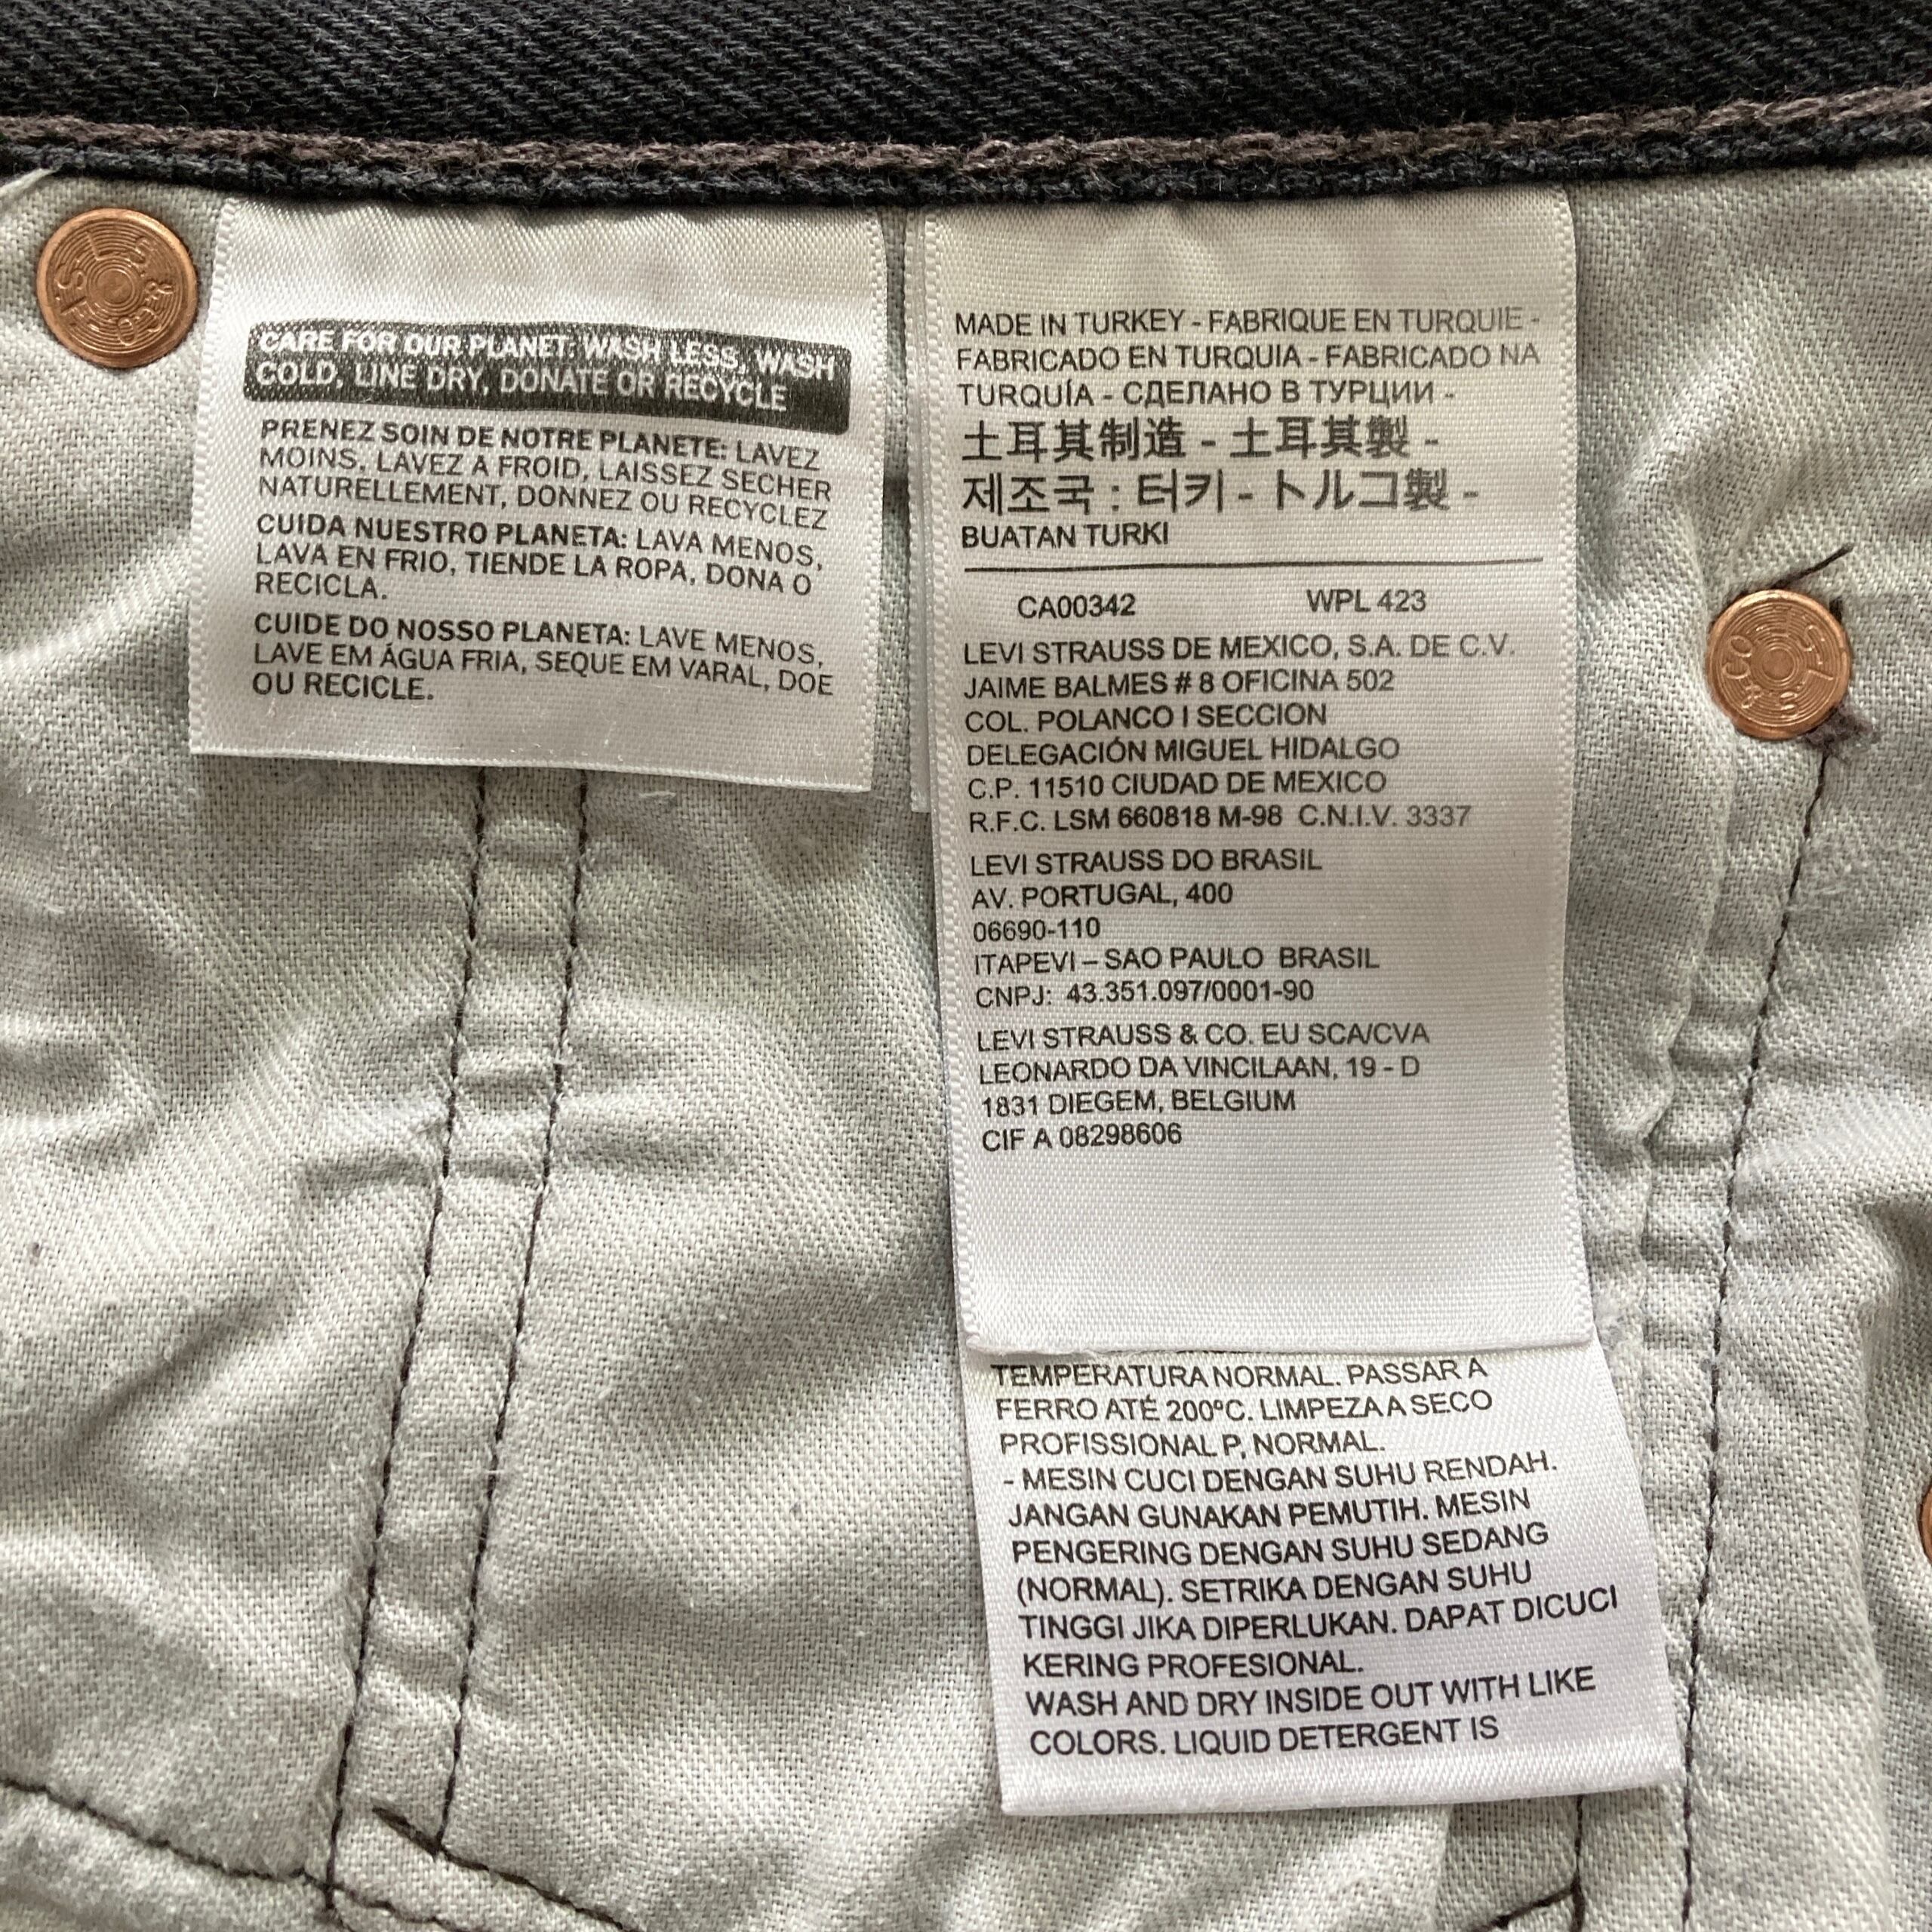 CARE FOR OUR PLANET: WASH LESS, WASH
COLD, LINE DRY, DONATE OR RECYCLE
PRENEZ SOIN DE NOTRE PLANETE: LAVEZ
MOINS, LAVEZ A FROID, LAISSEZ SECHER
NATURELLEMENT, DONNEZ OU RECYCLEZ
CUIDA NUESTRO PLANETA: LAVA MENOS,
LAVA EN FRIO, TIENDE LA ROPA, DONA O
RECICLA.
CUIDE DO NOSSO PLANETA: LAVE MENOS,
LAVE EM ÁGUA FRIA, SEQUE EM VARAL, DOE
OU RECICLE.
MADE IN TURKEY - FABRIQUE EN TURQUIE -
FABRICADO EN TURQUIA - FABRICADO NA
TURQUÍA - СДЕЛАНО В ТУРЦИИ -
土耳其制造 - 土耳其製 -
제조국 : 터키 - トルコ製 -
BUATAN TURKI
CA00342 WPL 423
LEVI STRAUSS DE MEXICO, S.A. DE C.V.
JAIME BALMES # 8 OFICINA 502
COL. POLANCO I SECCION
DELEGACIÓN MIGUEL HIDALGO
C.P. 11510 CIUDAD DE MEXICO
R.F.C. LSM 660818 M-98 C.N.I.V. 3337
LEVI STRAUSS DO BRASIL
AV. PORTUGAL, 400
06690-110
ITAPEVI – SAO PAULO BRASIL
CNPJ: 43.351.097/0001-90
LEVI STRAUSS & CO. EU SCA/CVA
LEONARDO DA VINCILAAN, 19 - D
1831 DIEGEM, BELGIUM
CIF A 08298606
TEMPERATURA NORMAL. PASSAR A
FERRO ATÉ 200ºC. LIMPEZA A SECO
PROFISSIONAL P, NORMAL.
- MESIN CUCI DENGAN SUHU RENDAH.
JANGAN GUNAKAN PEMUTIH. MESIN
PENGERING DENGAN SUHU SEDANG
(NORMAL). SETRIKA DENGAN SUHU
TINGGI JIKA DIPERLUKAN. DAPAT DICUCI
KERING PROFESIONAL.
WASH AND DRY INSIDE OUT WITH LIKE
COLORS. LIQUID DETERGENT IS